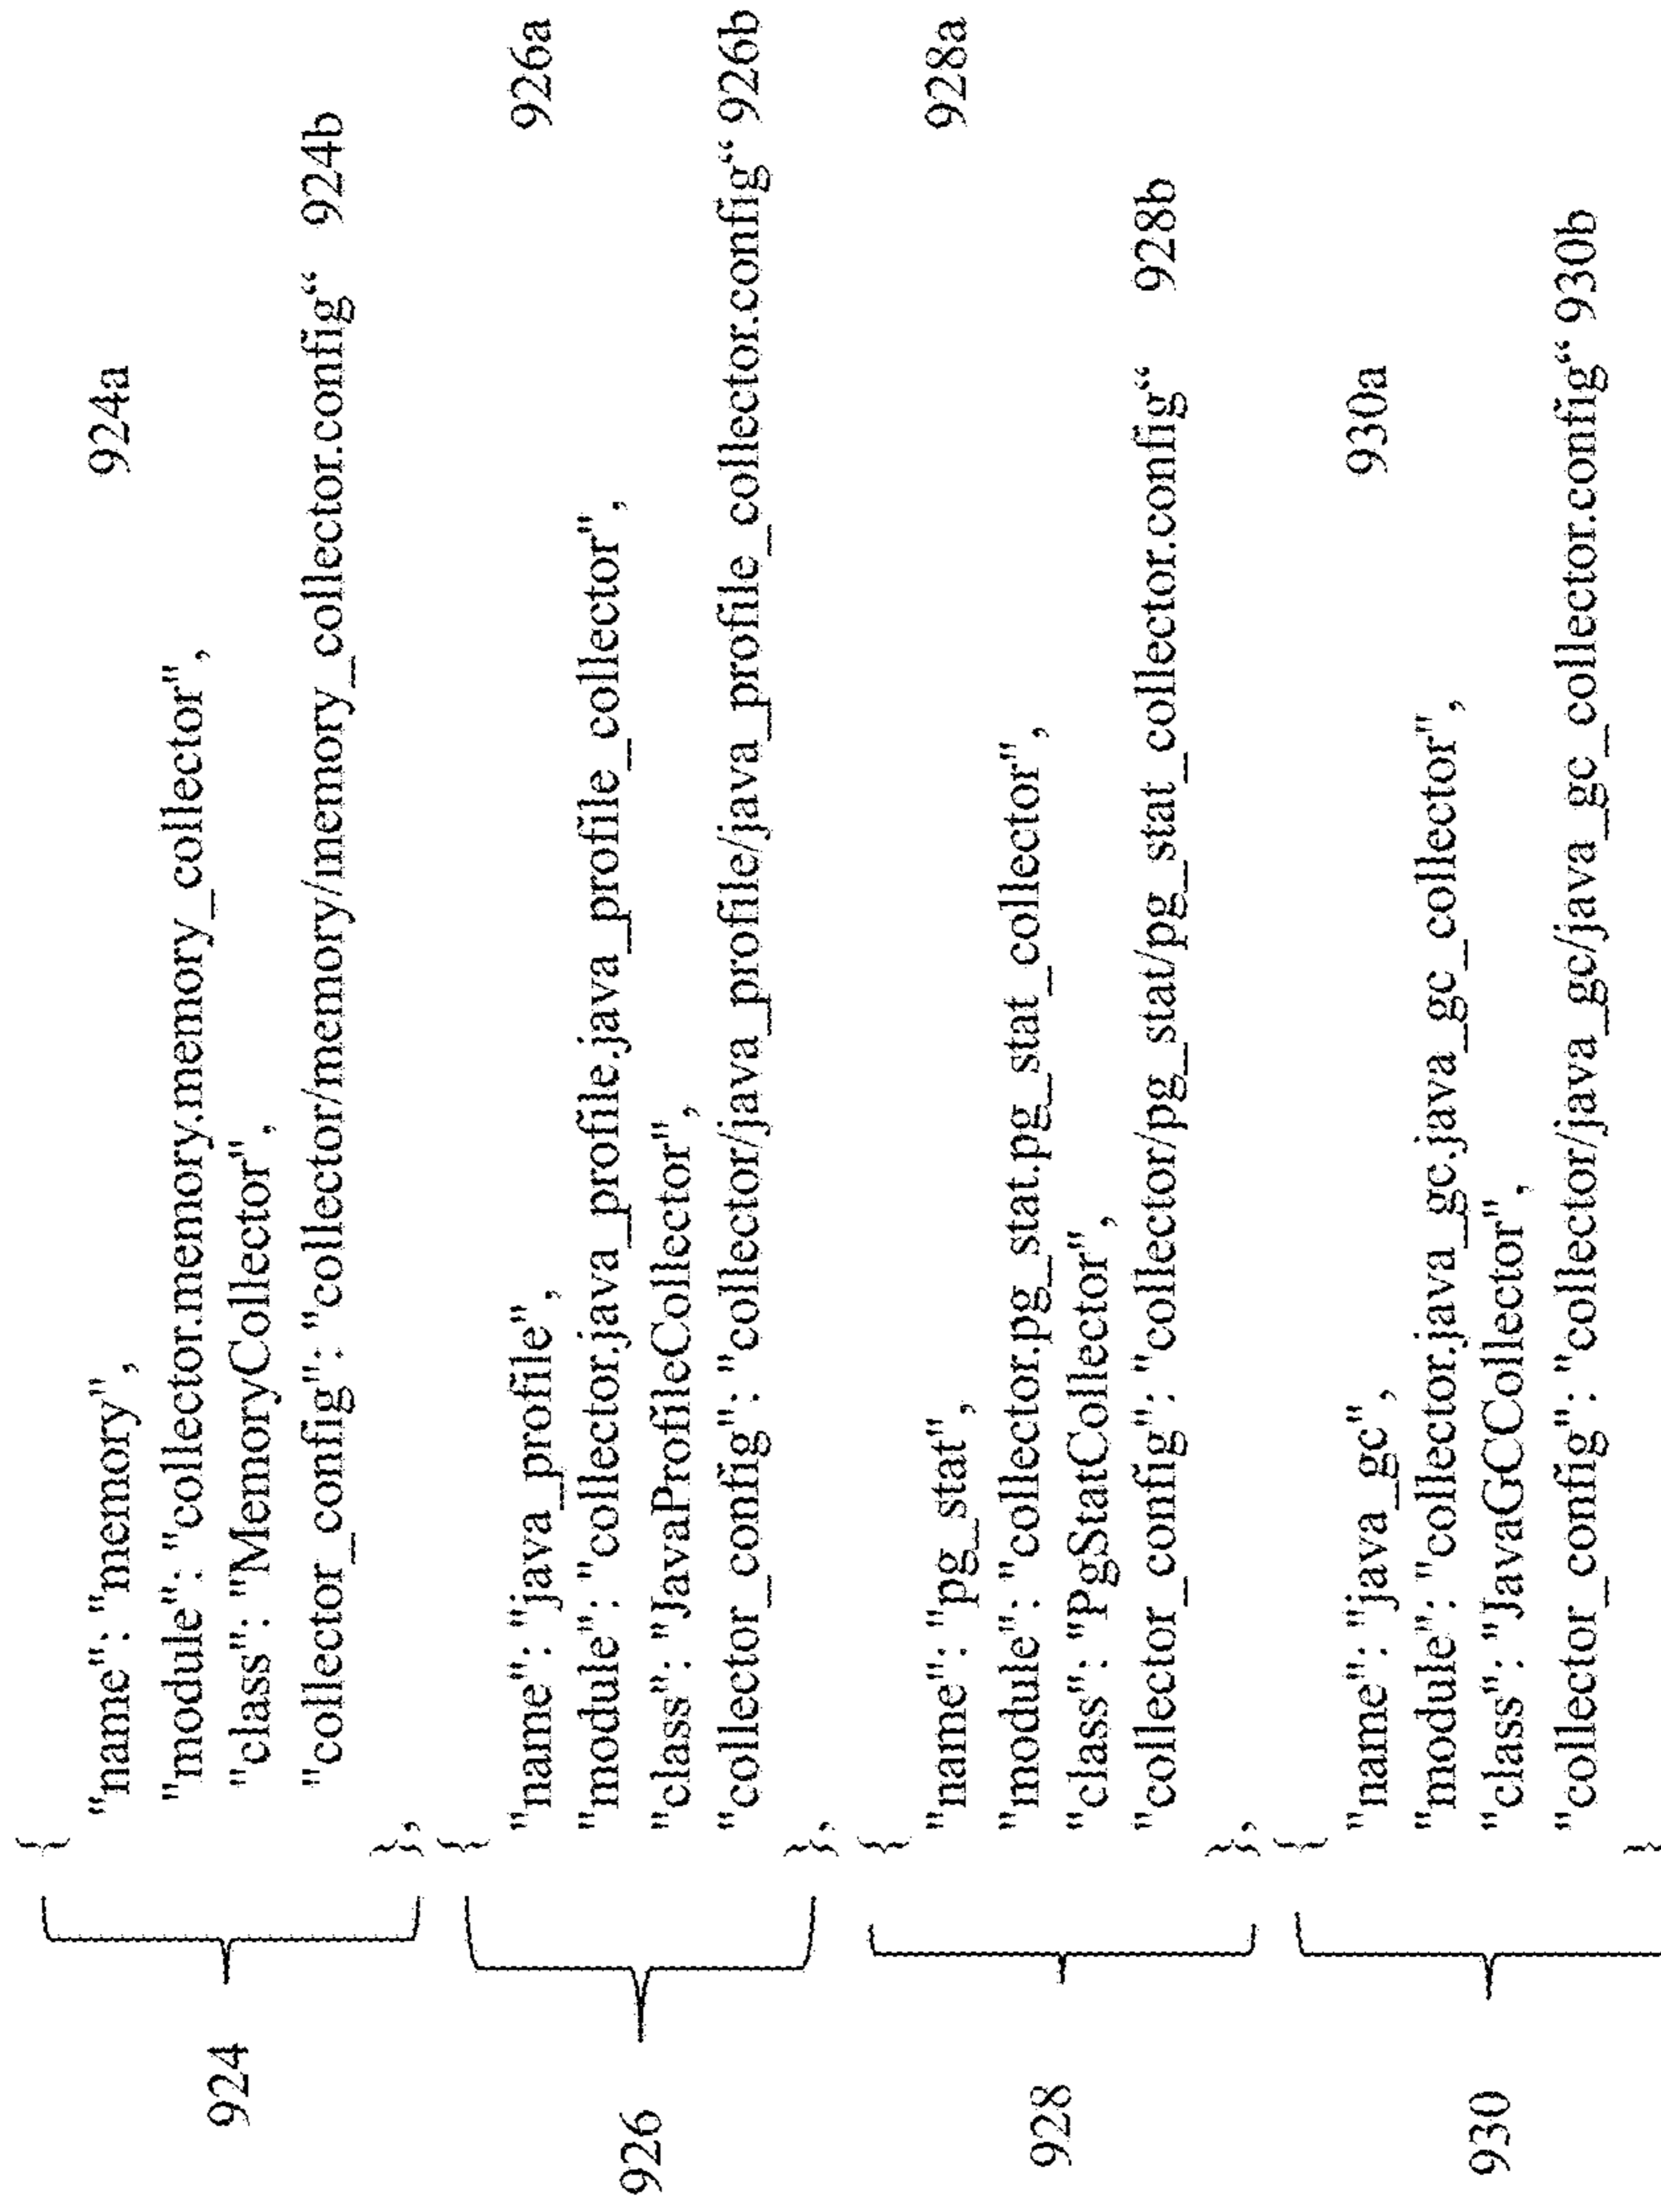 {
"name": "memory", 924a
"module": "collector.memory.memory_collector",
"class": "MemoryCollector",
"collector_config": "collector/memory/memory_collector.config“ 924b
},
924
{
"name": "java_profile", 926a
"module": "collector.java_profile.java_profile_collector",
"class": "JavaProfileCollector",
"collector_config": "collector/java_profile/java_profile_collector.config“ 926b
},
926
{
"name": "pg_stat", 928a
"module": "collector.pg_stat.pg_stat_collector",
"class": "PgStatCollector",
"collector_config": "collector/pg_stat/pg_stat_collector.config“ 928b
},
928
{
"name": "java_gc", 930a
"module": "collector.java_gc.java_gc_collector",
"class": "JavaGCCollector",
"collector_config": "collector/java_gc/java_gc_collector.config“ 930b
}
930